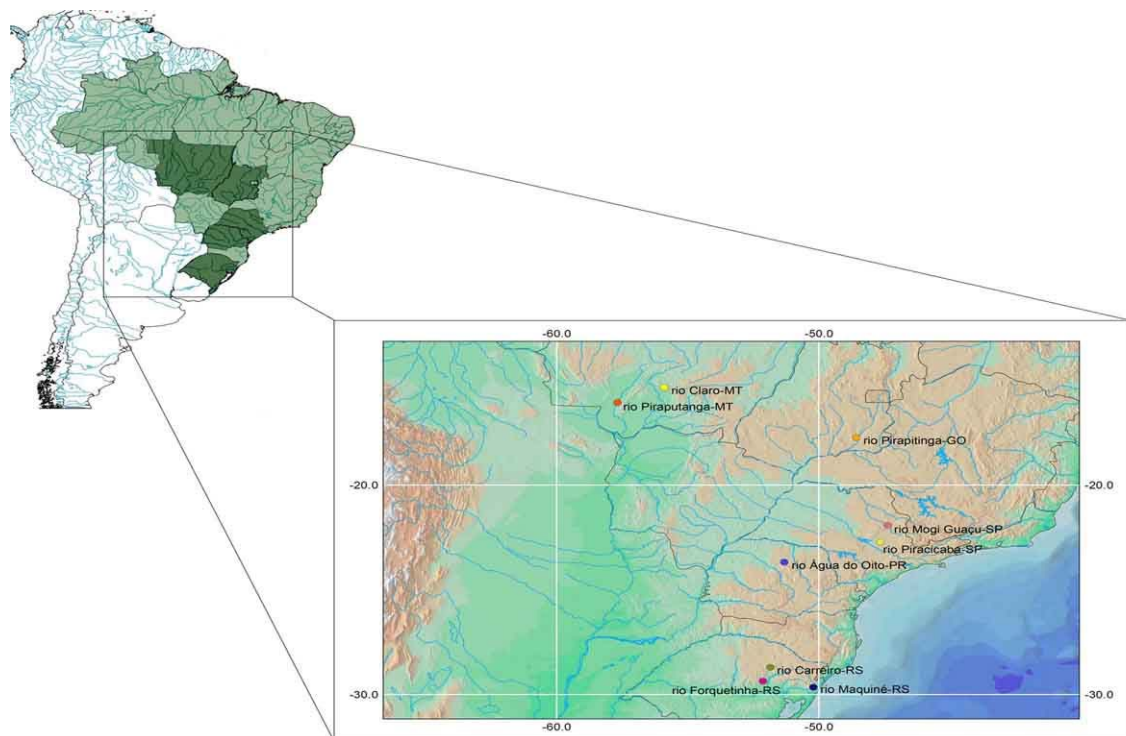 -60.0
-50.0
rio Claro-MT
rio Piraputanga-MT
rio Pirapitinga-GO
-20.0
-20.0
rio Mogi Guaçu-SP
rio Piracicaba-SP
rio Água do Oito-PR
rio Carreiro-RS
rio Forquetinha-RS
rio Maquiné-RS
-30.0
-30.0
-60.0
-50.0